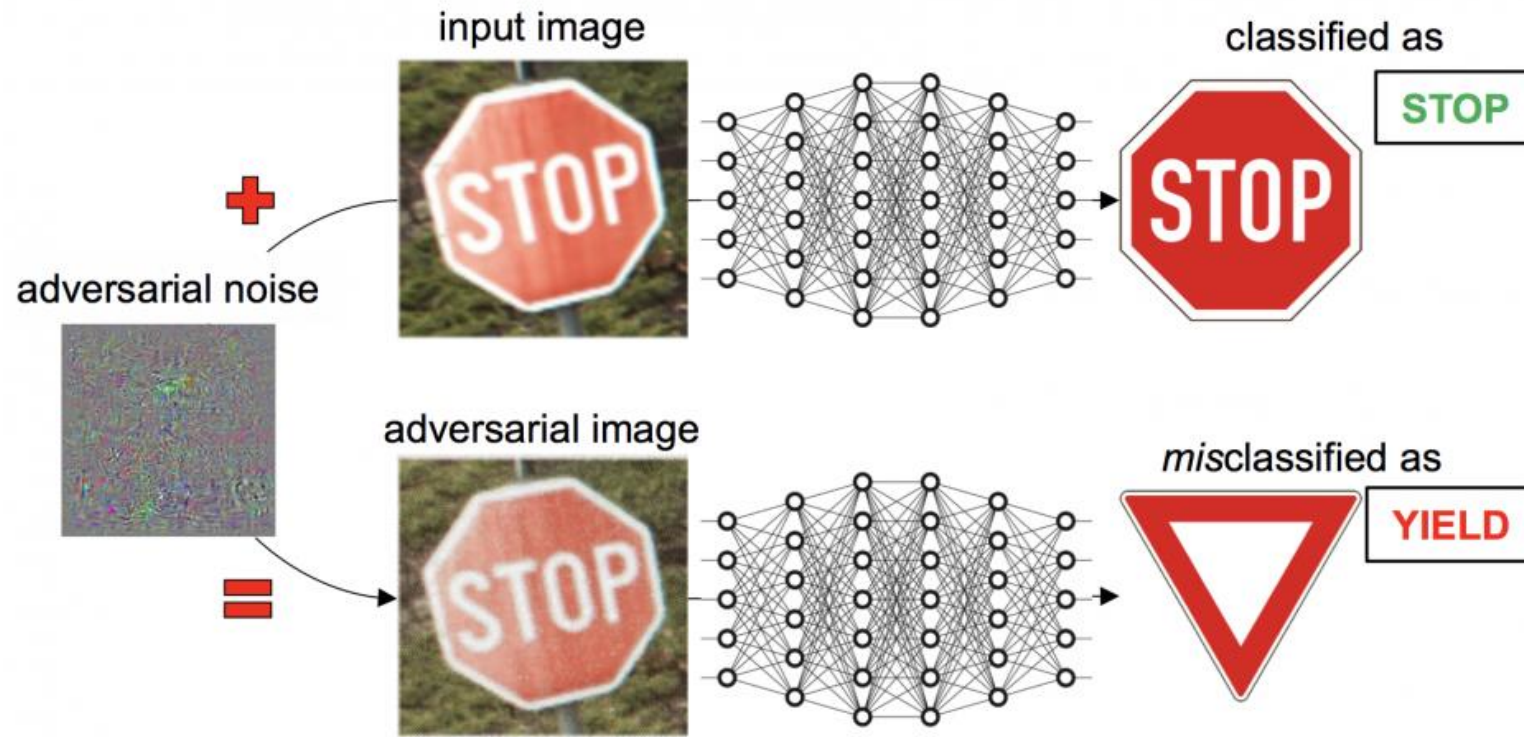 input image
classified as
STOP
STOP
STOP
adversarial noise
adversarial image
misclassified as
STOP
YIELD